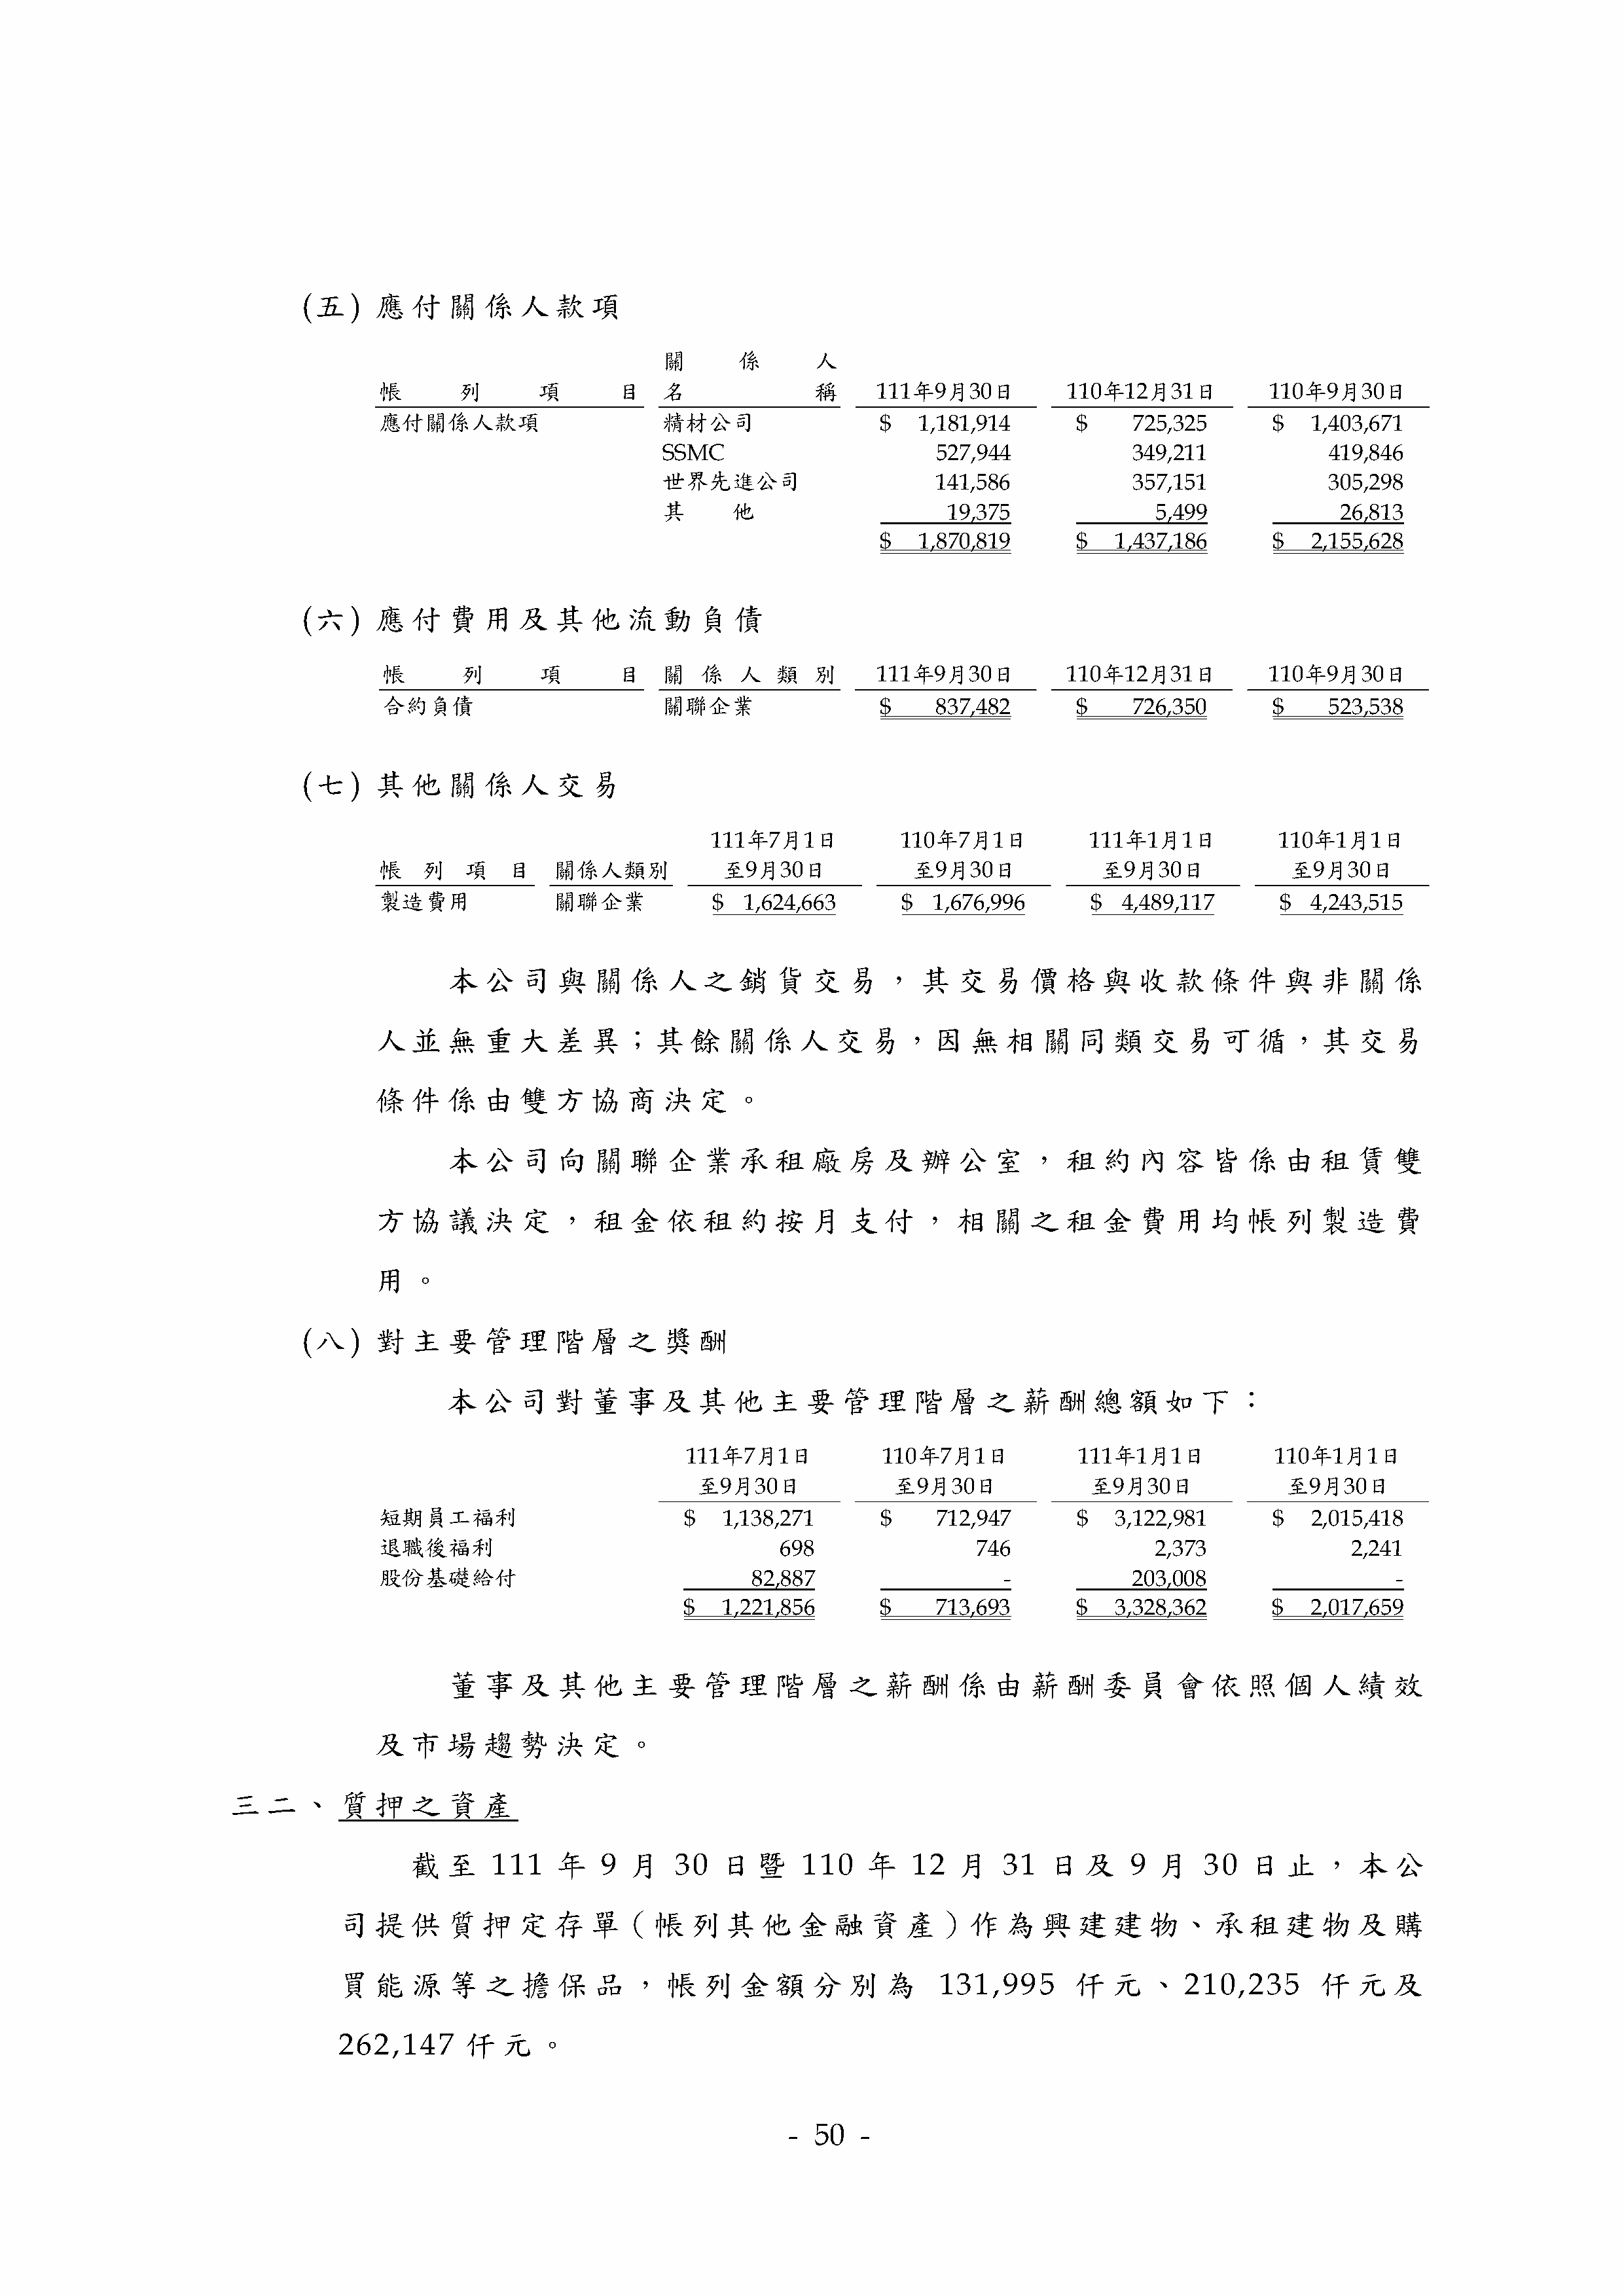 (五) 應付關係人款項
關係人
帳列項目 名稱 111年9月30日 110年12月31日 110年9月30日
應付關係人款項 精材公司 $ 1,181,914 $ 725,325 $ 1,403,671
SSMC 527,944 349,211 419,846
世界先進公司 141,586 357,151 305,298
其他 19,375 5,499 26,813
$ 1,870,819 $ 1,437,186 $ 2,155,628
(六) 應付費用及其他流動負債
帳列項目 關係人類別 111年9月30日 110年12月31日 110年9月30日
合約負債 關聯企業 $ 837,482 $ 726,350 $ 523,538
(七) 其他關係人交易
111年7月1日 110年7月1日 111年1月1日 110年1月1日
帳列項目 關係人類別 至9月30日 至9月30日 至9月30日 至9月30日
製造費用 關聯企業 $ 1,624,663 $ 1,676,996 $ 4,489,117 $ 4,243,515
本公司與關係人之銷貨交易，其交易價格與收款條件與非關係
人並無重大差異；其餘關係人交易，因無相關同類交易可循，其交易
條件係由雙方協商決定。
本公司向關聯企業承租廠房及辦公室，租約內容皆係由租賃雙
方協議決定，租金依租約按月支付，相關之租金費用均帳列製造費
用。
(八) 對主要管理階層之獎酬
本公司對董事及其他主要管理階層之薪酬總額如下：
111年7月1日 110年7月1日 111年1月1日 110年1月1日
至9月30日 至9月30日 至9月30日 至9月30日
短期員工福利 $ 1,138,271 $ 712,947 $ 3,122,981 $ 2,015,418
退職後福利 698 746 2,373 2,241
股份基礎給付 82,887 - 203,008 -
$ 1,221,856 $ 713,693 $ 3,328,362 $ 2,017,659
董事及其他主要管理階層之薪酬係由薪酬委員會依照個人績效
及市場趨勢決定。
三二、質押之資產
截至 111 年 9 月 30 日暨 110 年 12 月 31 日及 9 月 30 日止，本公
司提供質押定存單（帳列其他金融資產）作為興建建物、承租建物及購
買能源等之擔保品，帳列金額分別為 131,995 仟元、210,235 仟元及
262,147 仟元。
- 50 -